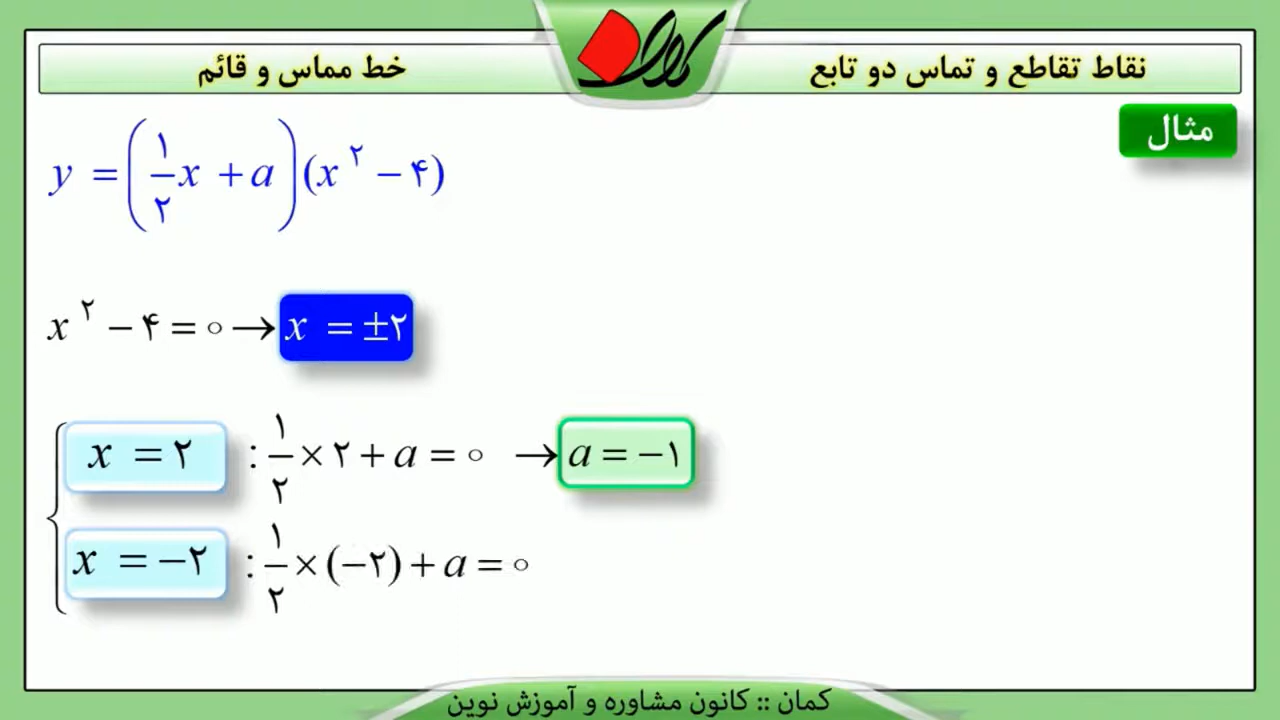 نقاط تقاطع و تماس دو تابع
خط مماس و قائم
کمان
مثال
y = (۱/۲ x + a)(x^۲ − ۴)
x^۲ − ۴ = ۰ → x = ±۲
x = ۲ : ۱/۲ × ۲ + a = ۰ → a = −۱
x = −۲ : ۱/۲ × (−۲) + a = ۰
کمان :: کانون مشاوره و آموزش نوین